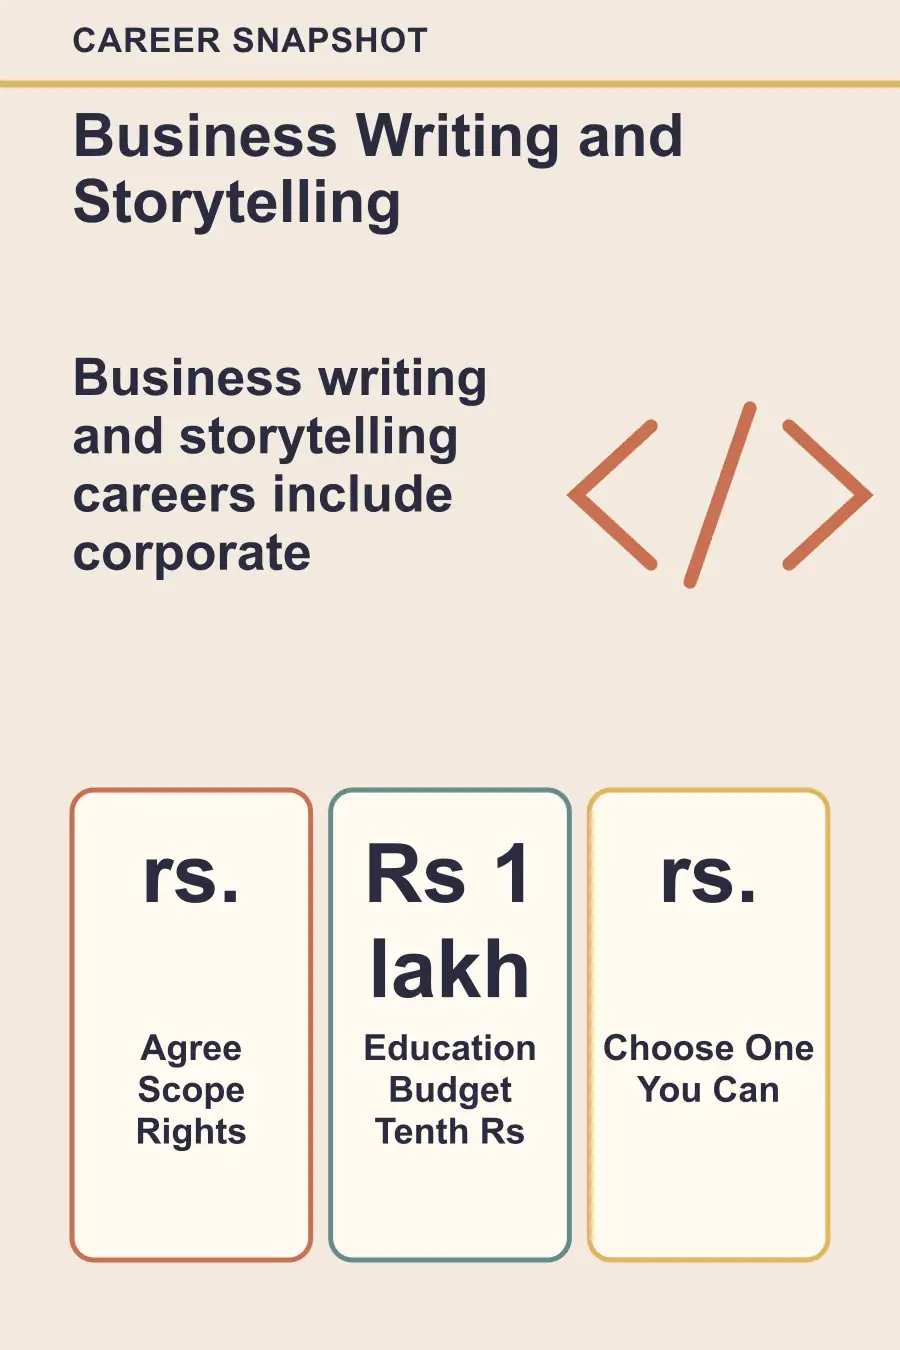 CAREER SNAPSHOT
Business Writing and
Storytelling
Business writing
and storytelling
careers include
corporate
rs.
Agree
Scope
Rights
Rs 1
lakh
Education
Budget
Tenth Rs
rs.
Choose One
You Can